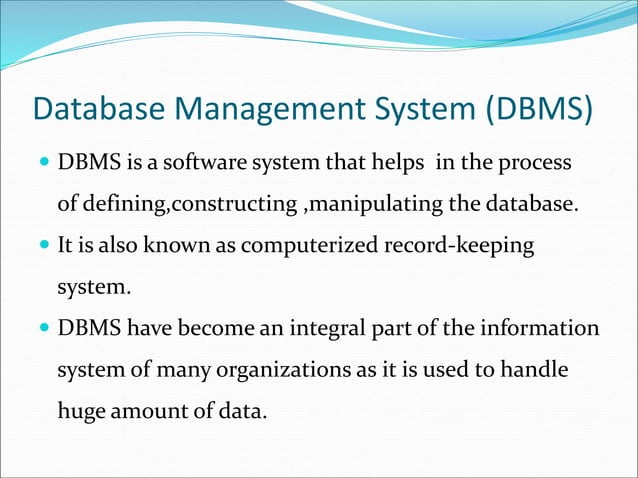 Database Management System (DBMS)
• DBMS is a software system that helps  in the process
of defining,constructing ,manipulating the database.
• It is also known as computerized record-keeping
system.
• DBMS have become an integral part of the information
system of many organizations as it is used to handle
huge amount of data.